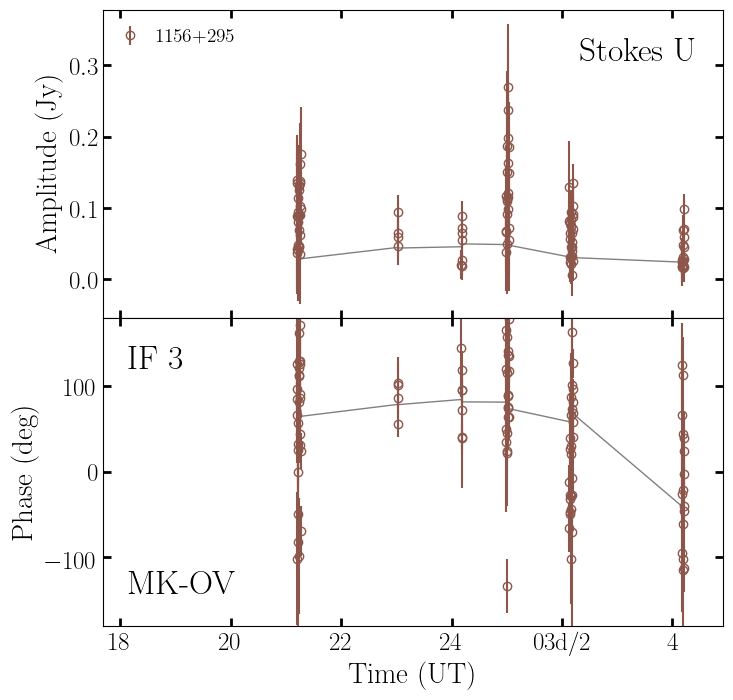 1156+295
Stokes U
Amplitude (Jy)
0.3
0.2
0.1
0.0
IF 3
MK-OV
Phase (deg)
100
0
−100
18 20 22 24 03d/2 4
Time (UT)